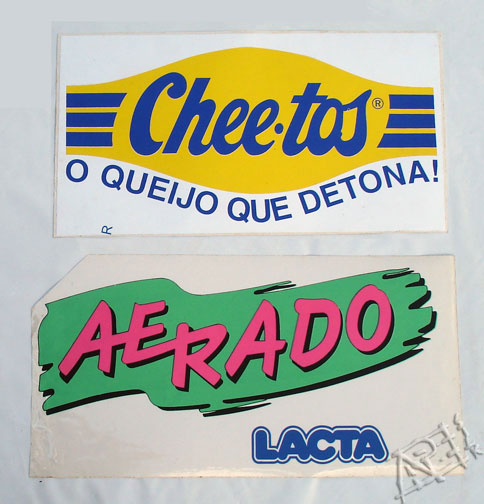 Chee·tos®
O QUEIJO QUE DETONA!
R
AERADO
LACTA